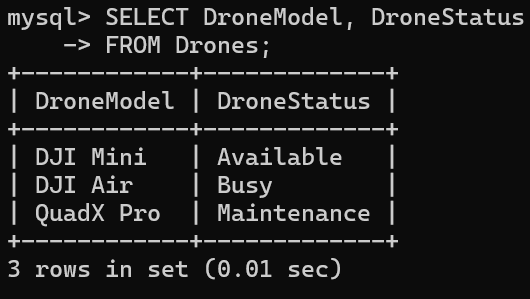 mysql> SELECT DroneModel, DroneStatus
    -> FROM Drones;
+------------+-------------+
| DroneModel | DroneStatus |
+------------+-------------+
| DJI Mini   | Available   |
| DJI Air    | Busy        |
| QuadX Pro  | Maintenance |
+------------+-------------+
3 rows in set (0.01 sec)